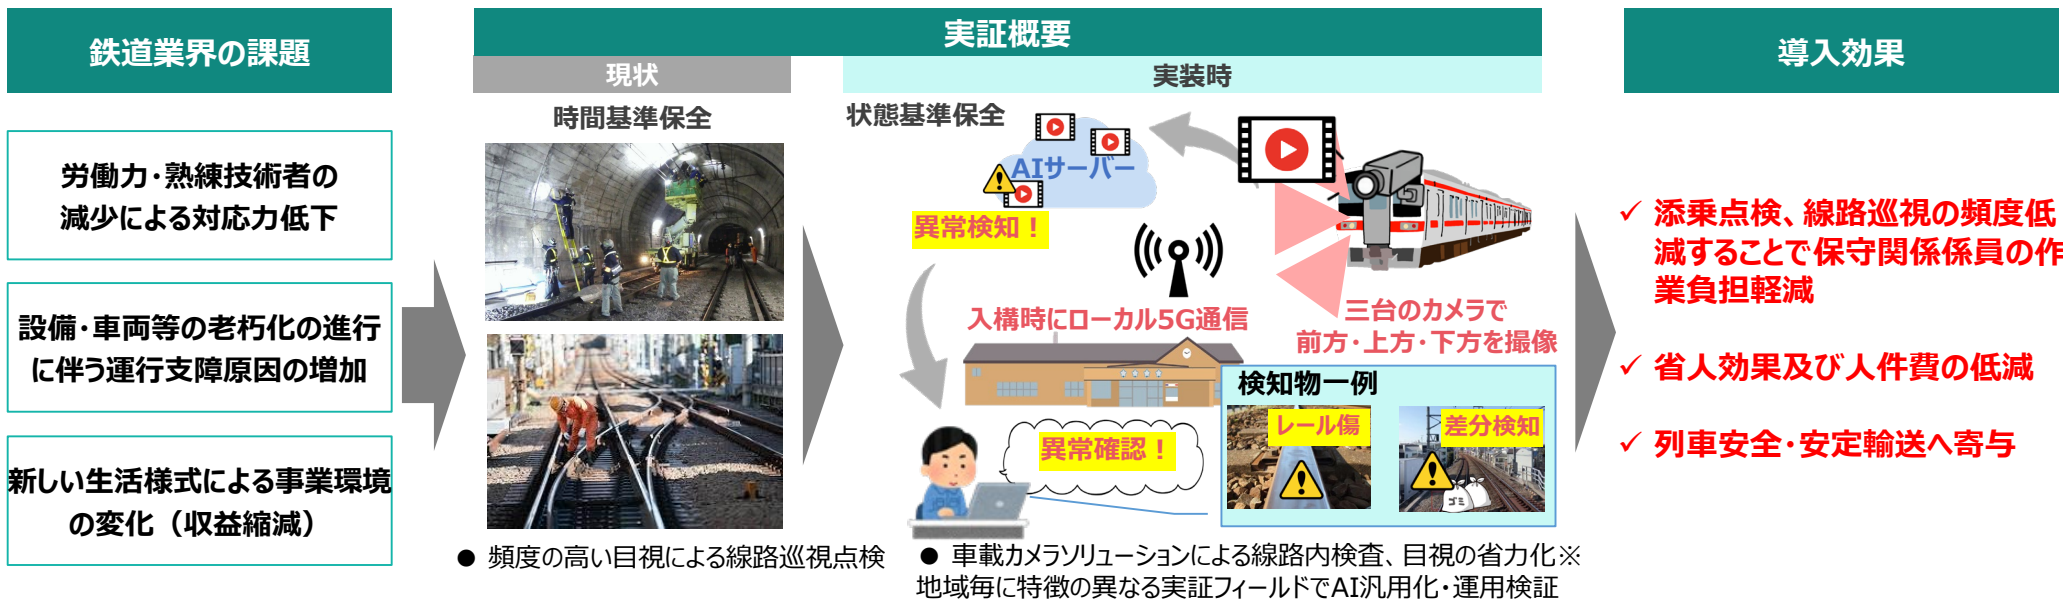 鉄道業界の課題
労働力・熟練技術者の
減少による対応力低下
設備・車両等の老朽化の進行
に伴う運行支障原因の増加
新しい生活様式による事業環境
の変化（収益縮減）
実証概要
現状
時間基準保全
● 頻度の高い目視による線路巡視点検
実装時
状態基準保全
AIサーバー
異常検知！
入構時にローカル5G通信
三台のカメラで
前方・上方・下方を撮像
検知物一例
レール傷
差分検知
ゴミ
異常確認！
● 車載カメラソリューションによる線路内検査、目視の省力化※
地域毎に特徴の異なる実証フィールドでAI汎用化・運用検証
導入効果
✓ 添乗点検、線路巡視の頻度低
減することで保守関係係員の作
業負担軽減
✓ 省人効果及び人件費の低減
✓ 列車安全・安定輸送へ寄与